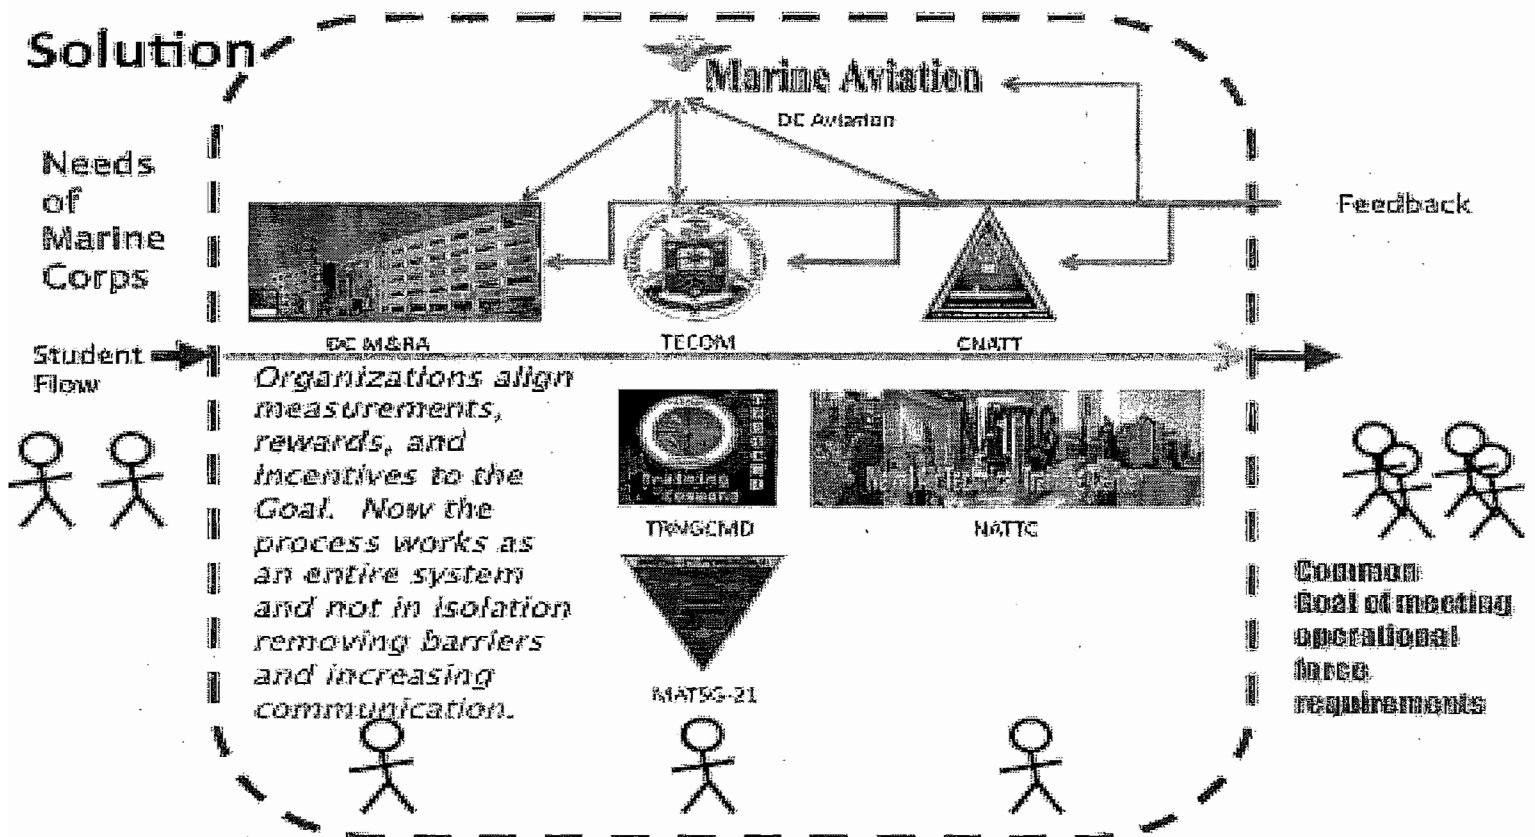 Solution
Marine Aviation
DC Aviation
Needs
of
Marine
Corps
Feedback
DC M&RA
TECOM
CNATT
Student
Flow
Organizations align
measurements,
rewards, and
incentives to the
Goal. Now the
process works as
an entire system
and not in isolation
removing barriers
and increasing
communication.
Training
Command
TRNGCMD
NATTC
MATSG-21
Common
Goal of meeting
operational
force
requirements